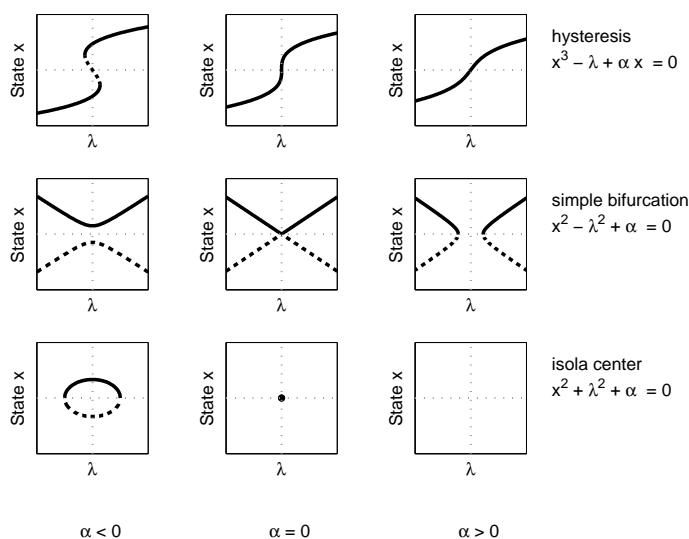 State x
State x
State x
hysteresis
x³ − λ + α x = 0
λ
λ
λ
State x
State x
State x
simple bifurcation
x² − λ² + α = 0
λ
λ
λ
State x
State x
State x
isola center
x² + λ² + α = 0
λ
λ
λ
α < 0
α = 0
α > 0